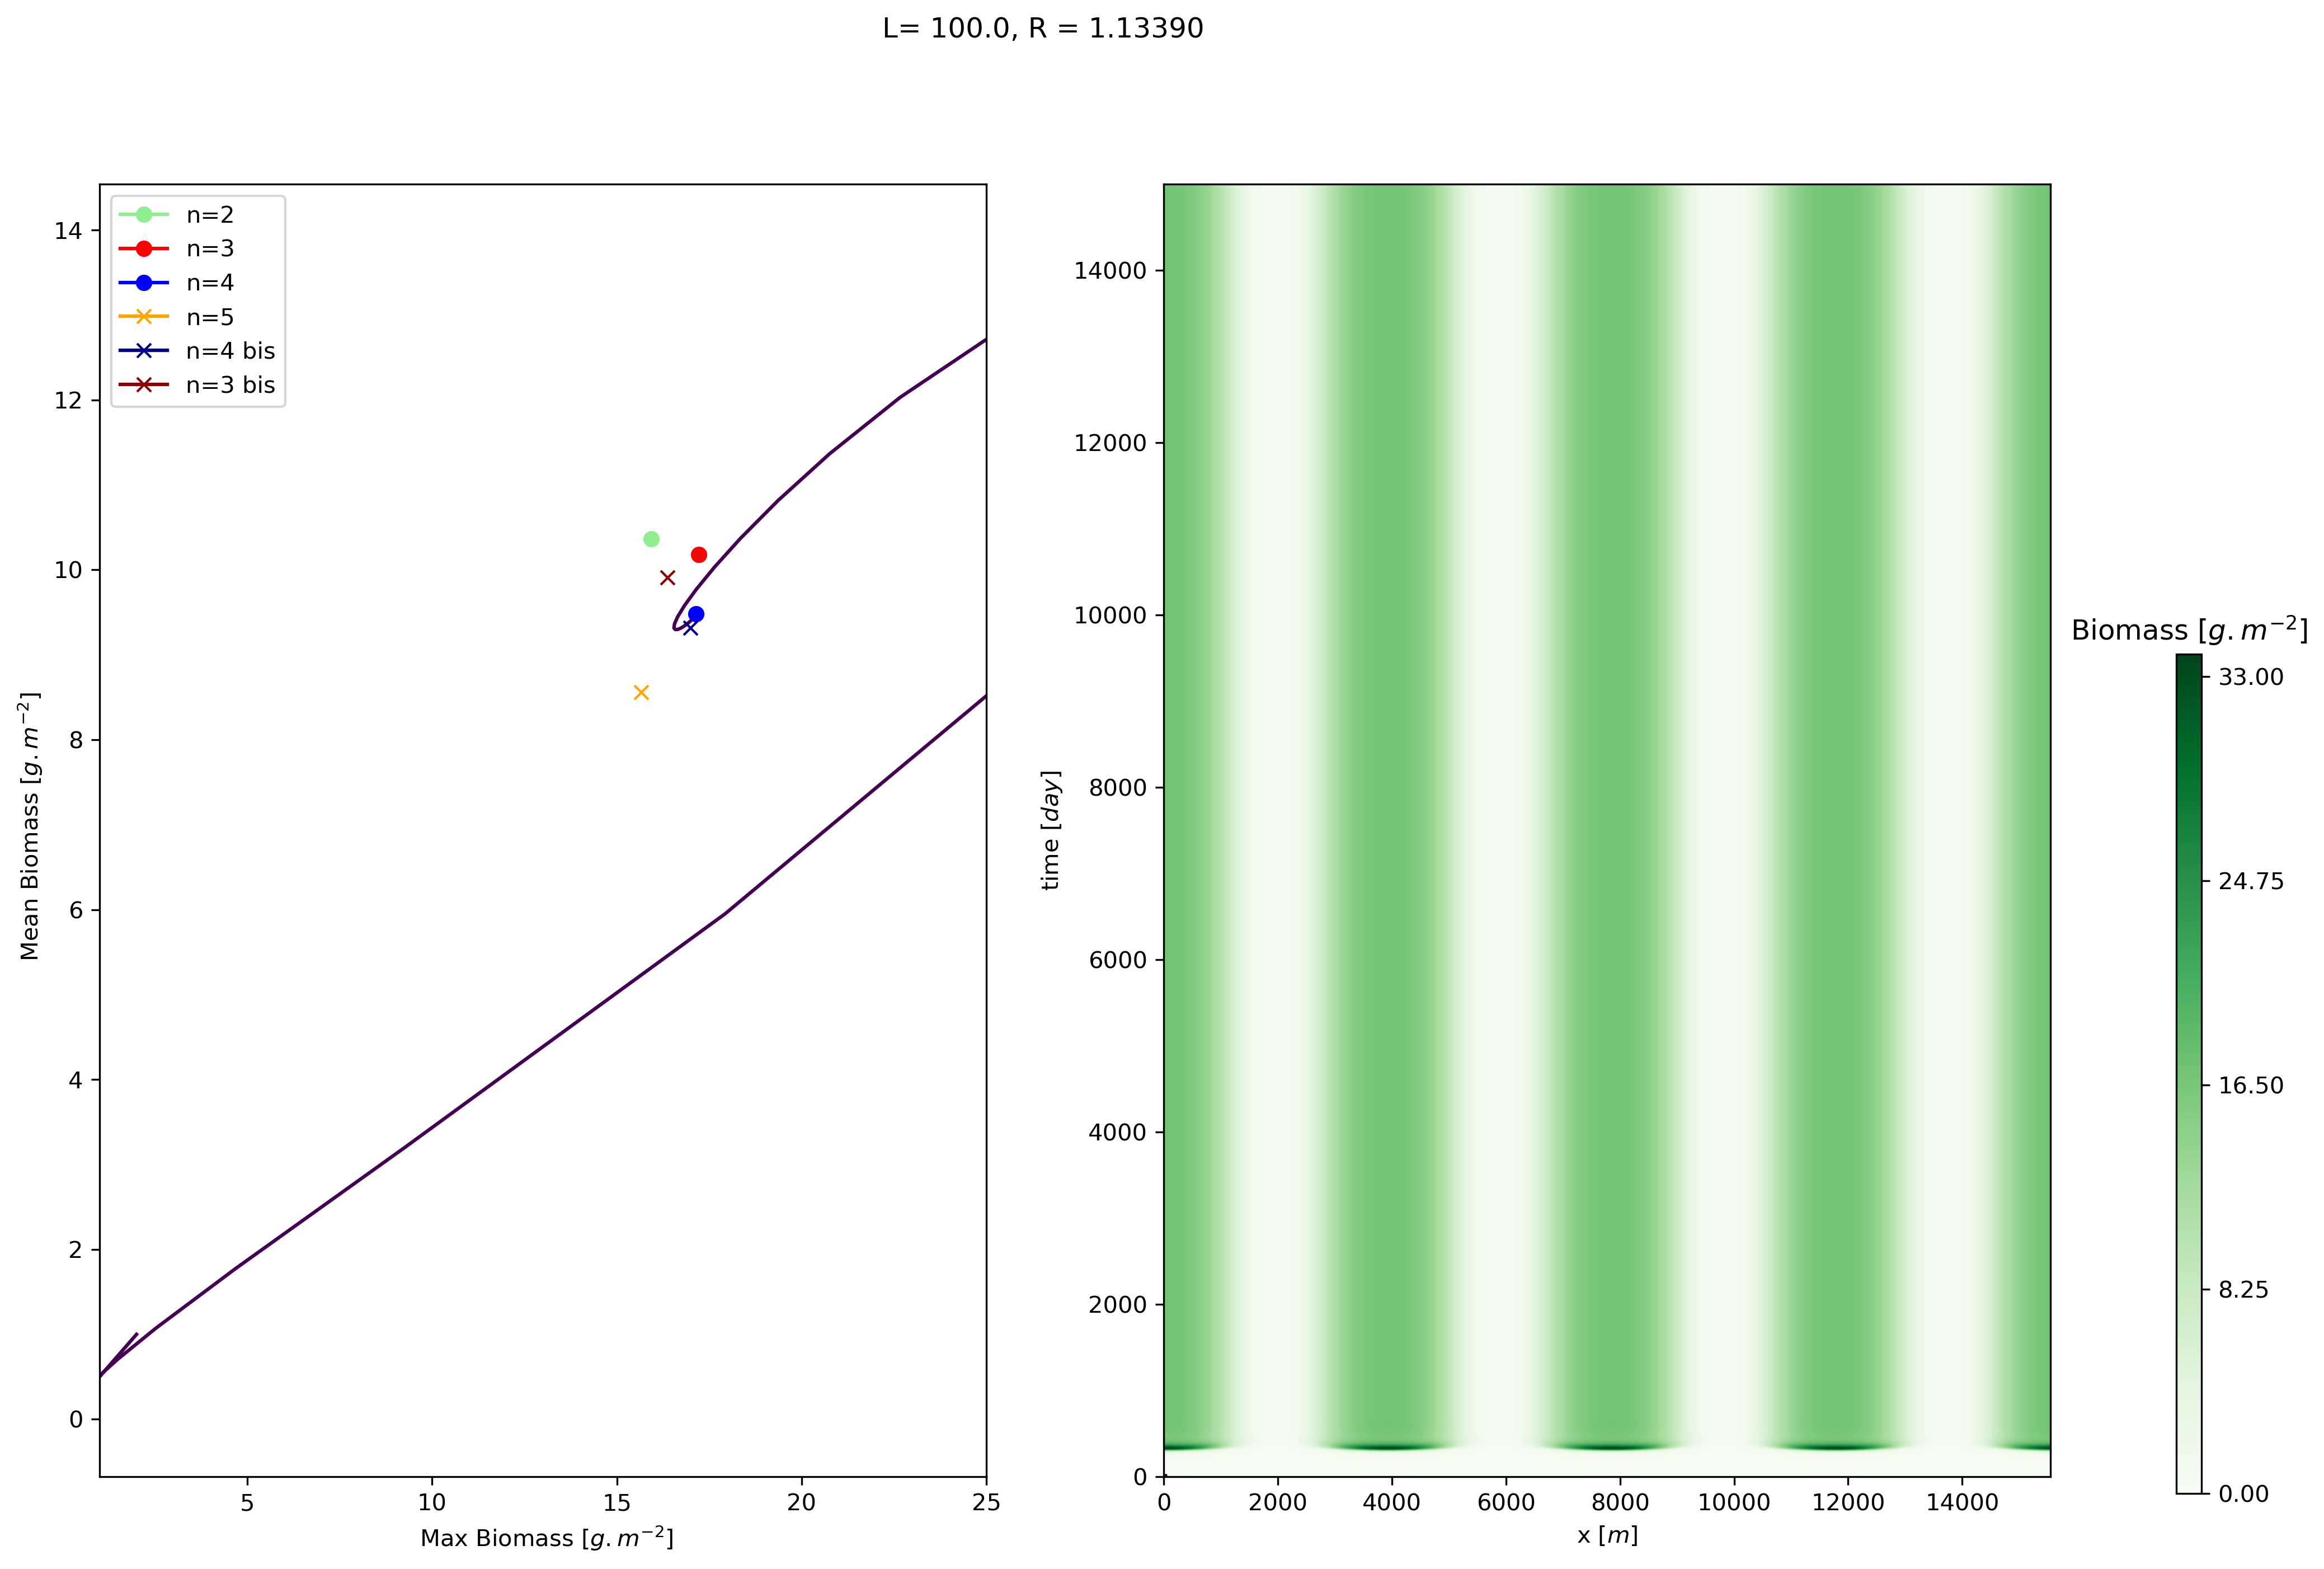 L= 100.0, R = 1.13390
n=2
n=3
n=4
n=5
n=4 bis
n=3 bis
14
12
10
8
6
4
2
0
Mean Biomass [g.m⁻²]
5
10
15
20
25
Max Biomass [g.m⁻²]
14000
12000
10000
8000
6000
4000
2000
0
time [day]
0
2000
4000
6000
8000
10000
12000
14000
x [m]
Biomass [g.m⁻²]
33.00
24.75
16.50
8.25
0.00